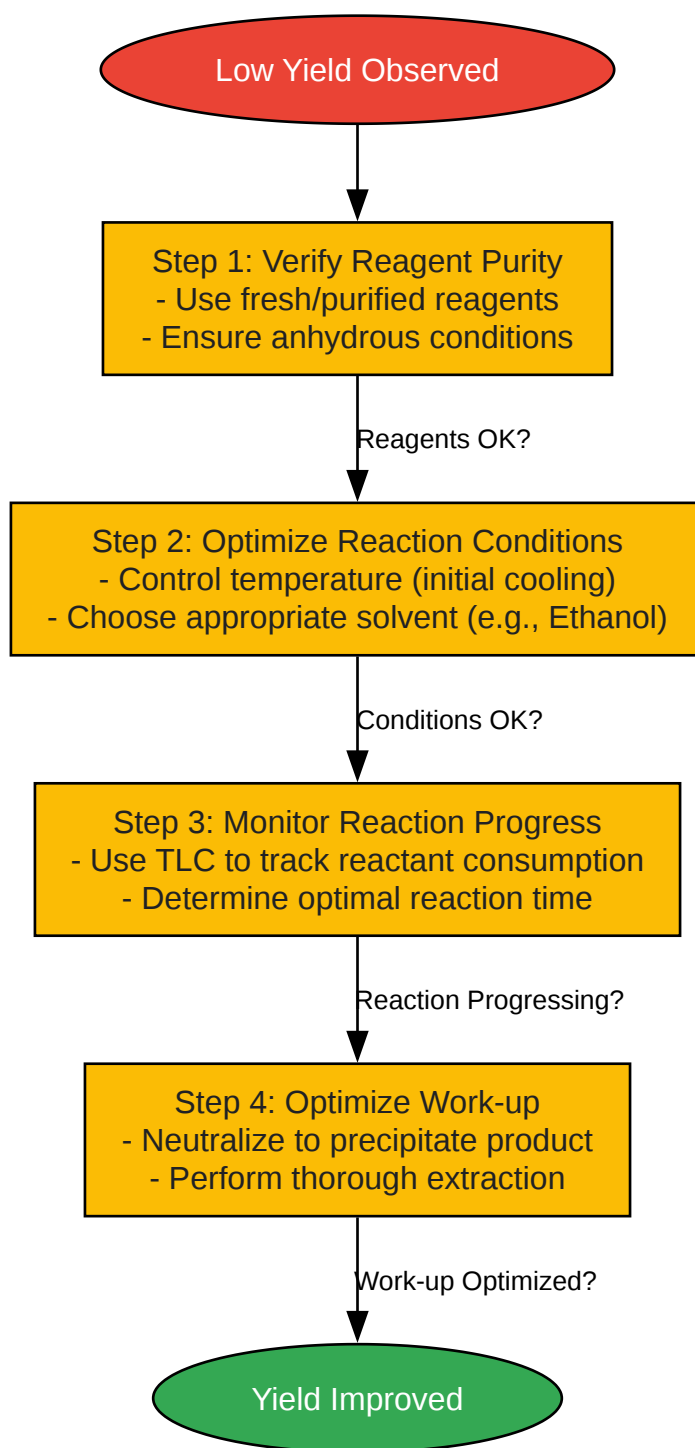 Low Yield Observed
Step 1: Verify Reagent Purity
- Use fresh/purified reagents
- Ensure anhydrous conditions
Reagents OK?
Step 2: Optimize Reaction Conditions
- Control temperature (initial cooling)
- Choose appropriate solvent (e.g., Ethanol)
Conditions OK?
Step 3: Monitor Reaction Progress
- Use TLC to track reactant consumption
- Determine optimal reaction time
Reaction Progressing?
Step 4: Optimize Work-up
- Neutralize to precipitate product
- Perform thorough extraction
Work-up Optimized?
Yield Improved